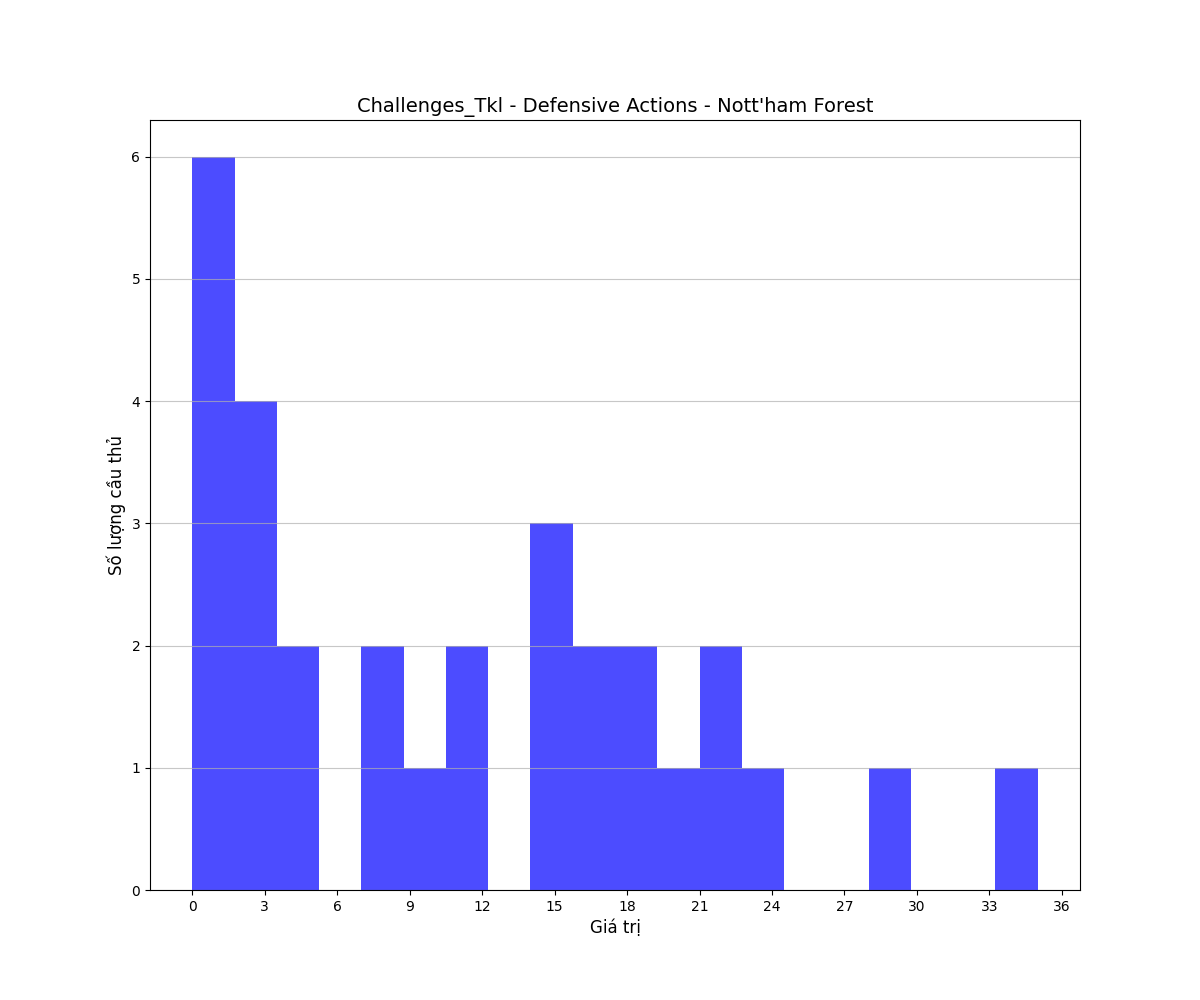 Challenges_Tkl - Defensive Actions - Nott'ham Forest
6
5
4
3
2
1
0
Số lượng cầu thủ
0 3 6 9 12 15 18 21 24 27 30 33 36
Giá trị